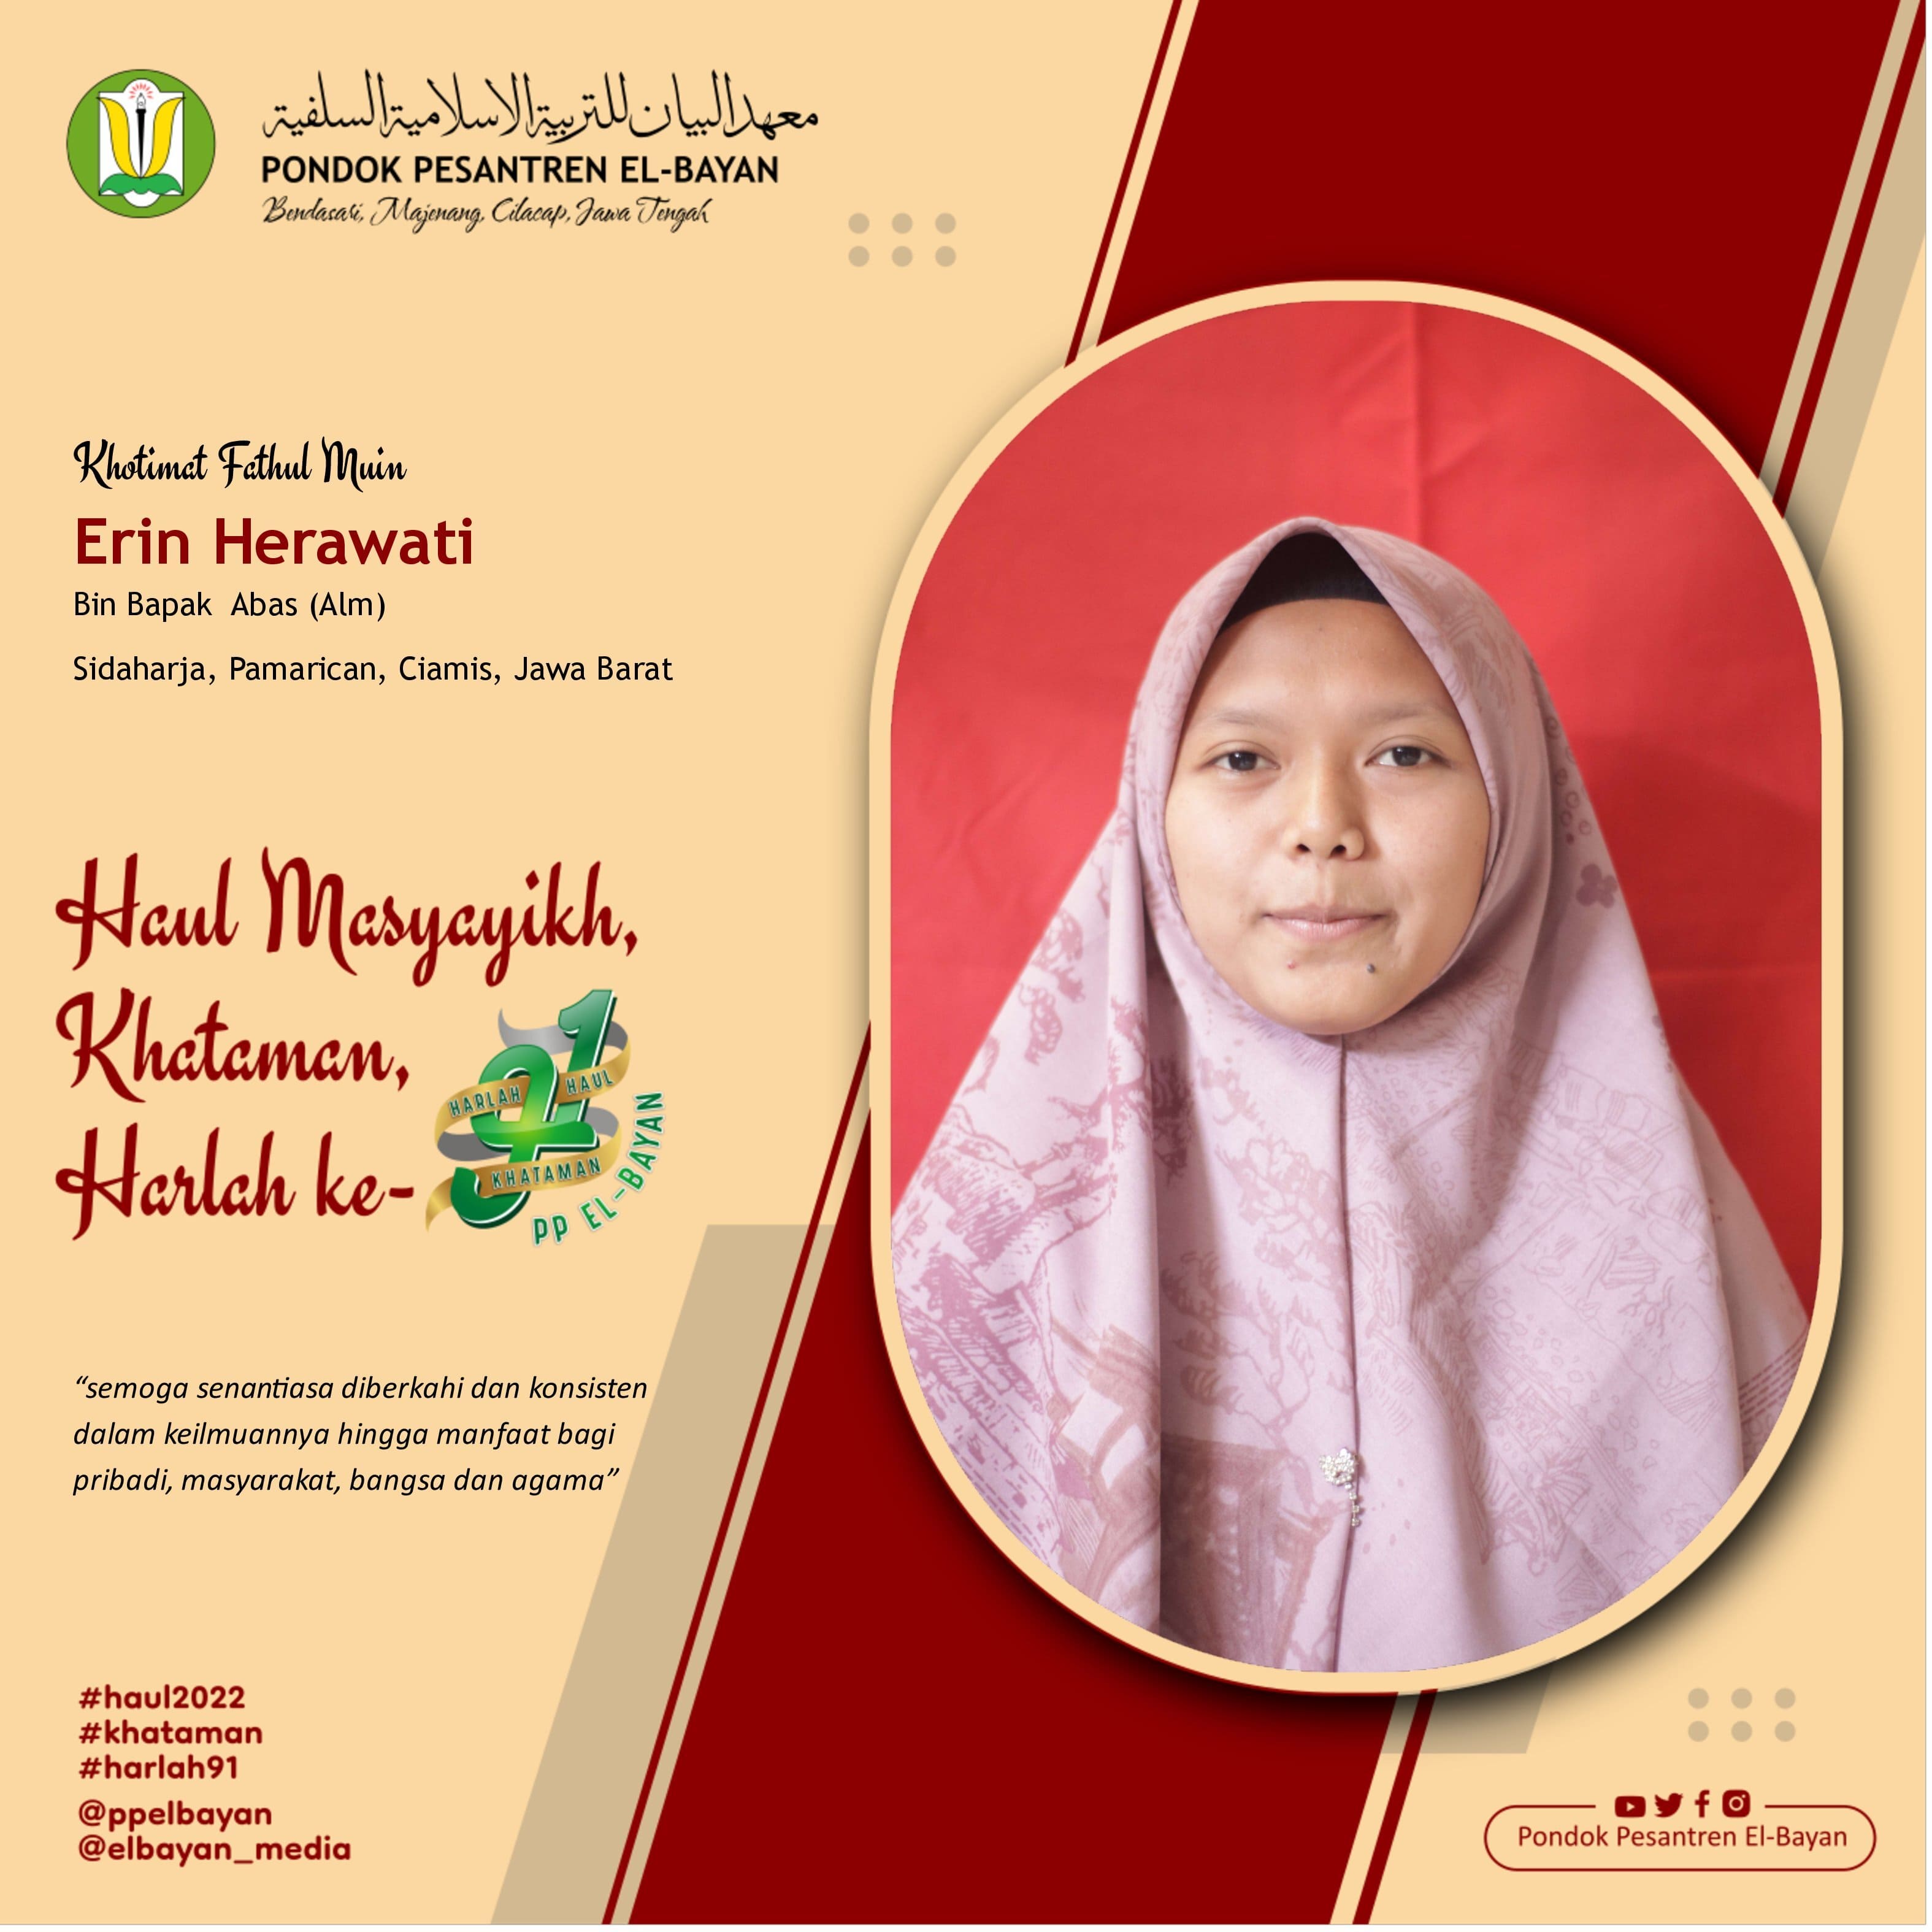 معهد البيان للتربية الاسلامية السلفية
PONDOK PESANTREN EL-BAYAN
Bendasari, Majenang, Cilacap, Jawa Tengah
Khotimat Fathul Muin
Erin Herawati
Bin Bapak Abas (Alm)
Sidaharja, Pamarican, Ciamis, Jawa Barat
Haul Masyayikh,
Khataman,
Harlah ke-
91
HARLAH HAUL
KHATAMAN
PP EL-BAYAN
“semoga senantiasa diberkahi dan konsisten
dalam keilmuannya hingga manfaat bagi
pribadi, masyarakat, bangsa dan agama”
#haul2022
#khataman
#harlah91
@ppelbayan
@elbayan_media
Pondok Pesantren El-Bayan